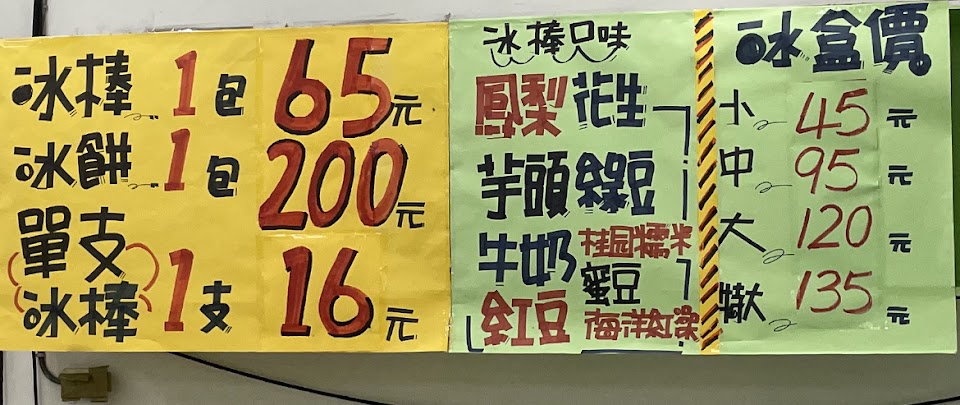 冰棒 1包 65元
冰餅 1包 200元
單支
冰棒 1支 16元
冰棒口味
鳳梨 花生
芋頭 綠豆
牛奶 桂圓糯米
蜜豆
紅豆 海洋紅藻
冰盒價
小 45元
中 95元
大 120元
特大 135元